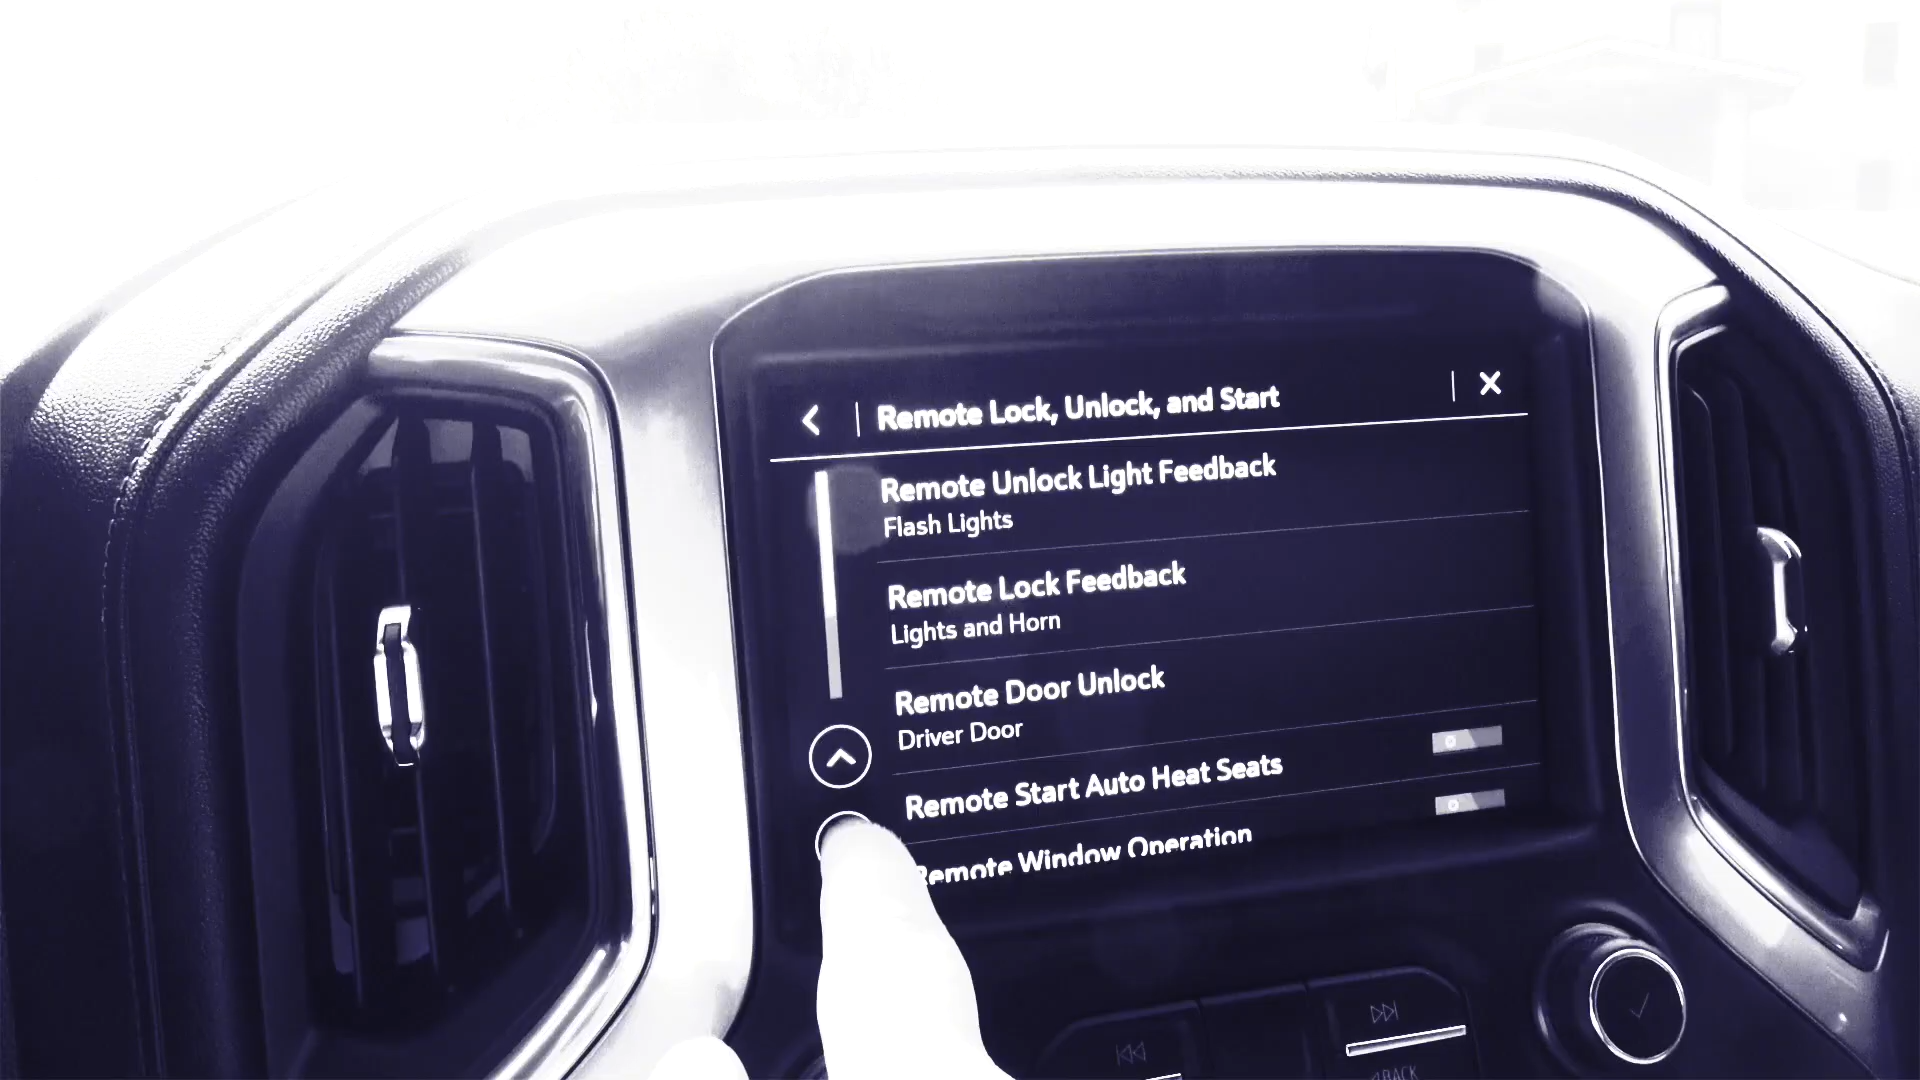 Remote Lock, Unlock, and Start
Remote Unlock Light Feedback
Flash Lights
Remote Lock Feedback
Lights and Horn
Remote Door Unlock
Driver Door
Remote Start Auto Heat Seats
Remote Window Operation
BACK